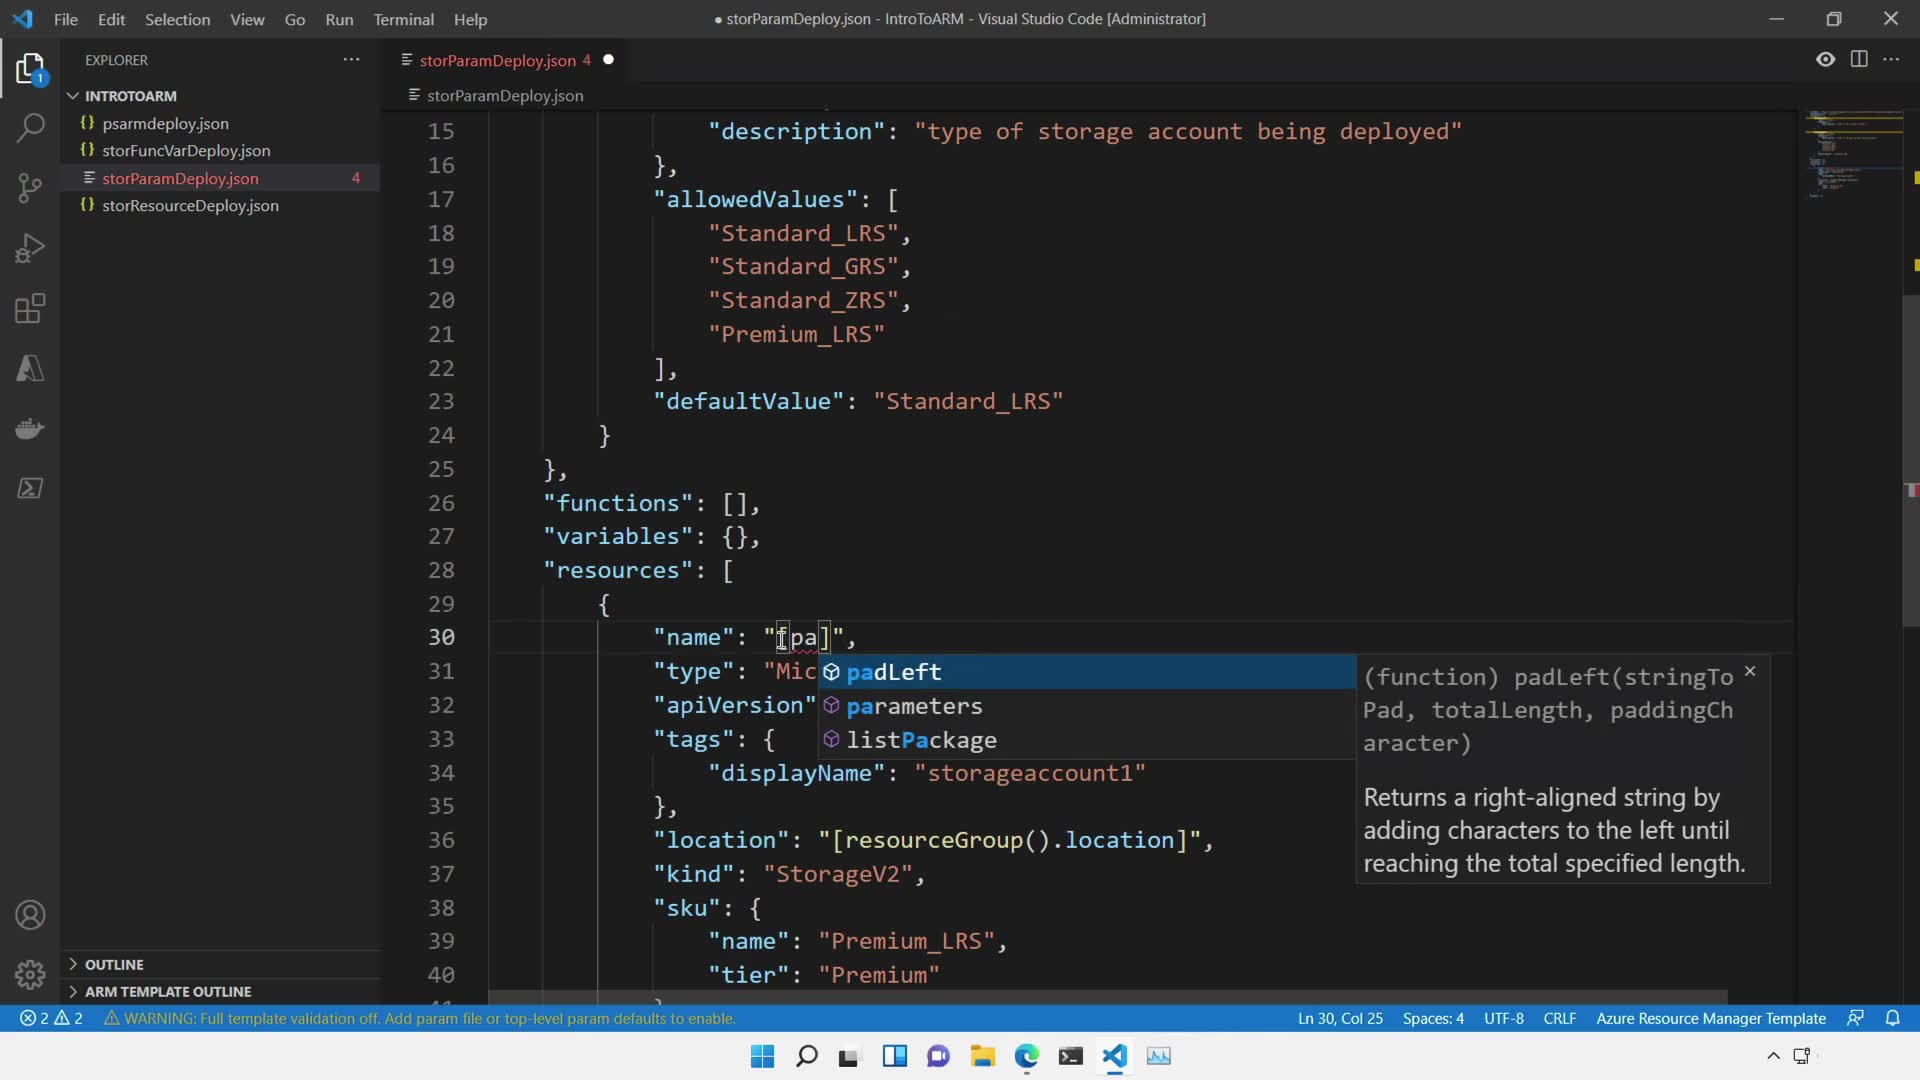 File Edit Selection View Go Run Terminal Help
● storParamDeploy.json - IntroToARM - Visual Studio Code [Administrator]
EXPLORER
1
INTROTOARM
psarmdeploy.json
storFuncVarDeploy.json
storParamDeploy.json 4
storResourceDeploy.json
OUTLINE
ARM TEMPLATE OUTLINE
storParamDeploy.json 4
storParamDeploy.json
15 "description": "type of storage account being deployed"
16 },
17 "allowedValues": [
18 "Standard_LRS",
19 "Standard_GRS",
20 "Standard_ZRS",
21 "Premium_LRS"
22 ],
23 "defaultValue": "Standard_LRS"
24 }
25 },
26 "functions": [],
27 "variables": {},
28 "resources": [
29 {
30 "name": "[pa]",
31 "type": "Mic
32 "apiVersion"
33 "tags": {
34 "displayName": "storageaccount1"
35 },
36 "location": "[resourceGroup().location]",
37 "kind": "StorageV2",
38 "sku": {
39 "name": "Premium_LRS",
40 "tier": "Premium"
padLeft
parameters
listPackage
(function) padLeft(stringTo
Pad, totalLength, paddingCh
aracter)
Returns a right-aligned string by
adding characters to the left until
reaching the total specified length.
2 2 WARNING: Full template validation off. Add param file or top-level param defaults to enable.
Ln 30, Col 25 Spaces: 4 UTF-8 CRLF Azure Resource Manager Template